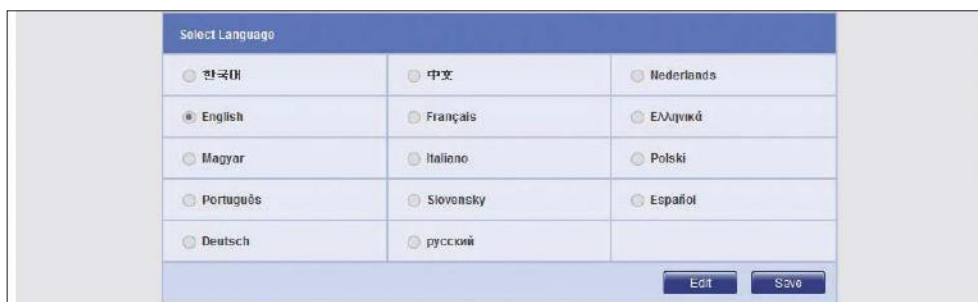 Select Language
한국어 中文 Nederlands
English Français Ελληνικά
Magyar Italiano Polski
Português Slovensky Español
Deutsch русский
Edit Save